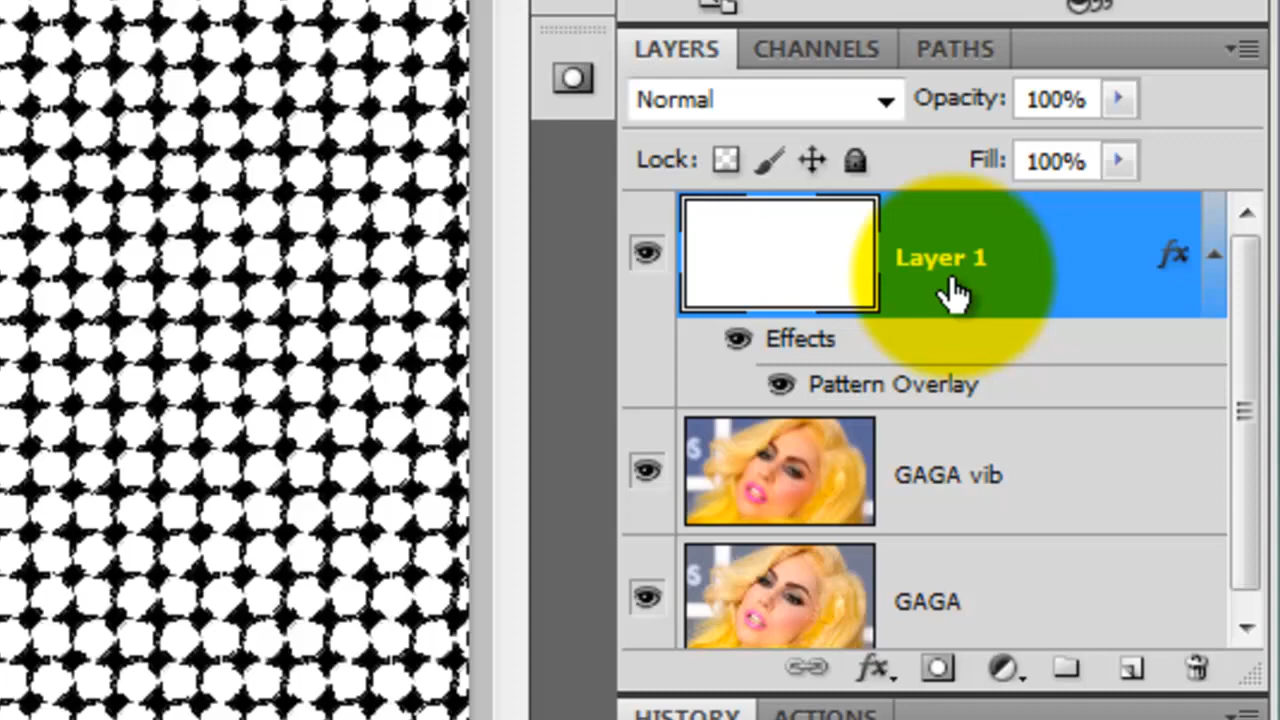 LAYERS CHANNELS PATHS
Normal Opacity: 100%
Lock: Fill: 100%
Layer 1 fx
Effects
Pattern Overlay
GAGA vib
GAGA
fx
HISTORY ACTIONS